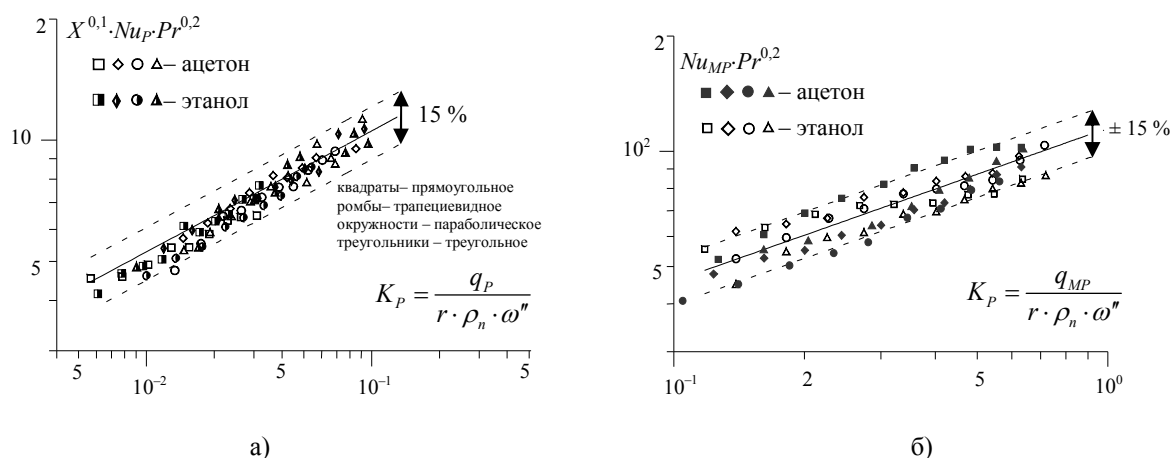 2
X^0,1·Nu_P·Pr^0,2
– ацетон
– этанол
15 %
10
5
квадраты– прямоугольное
ромбы– трапециевидное
окружности – параболическое
треугольники – треугольное
K_P = q_P / r · ρ_n · ω″
5
10^–2
5
10^–1
5
а)
2
Nu_MP·Pr^0,2
– ацетон
– этанол
± 15 %
10^2
5
K_P = q_MP / r · ρ_n · ω″
10^–1
2
5
10^0
б)